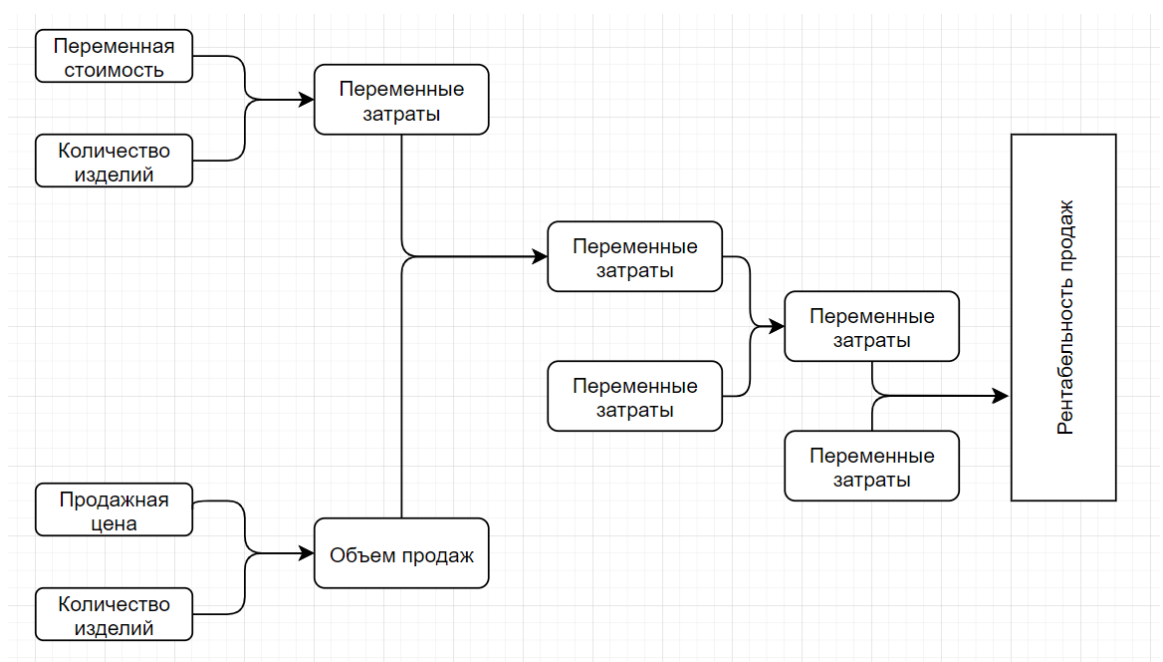 Переменная
стоимость
Количество
изделий
Переменные
затраты
Продажная
цена
Количество
изделий
Объем продаж
Переменные
затраты
Переменные
затраты
Переменные
затраты
Переменные
затраты
Рентабельность продаж